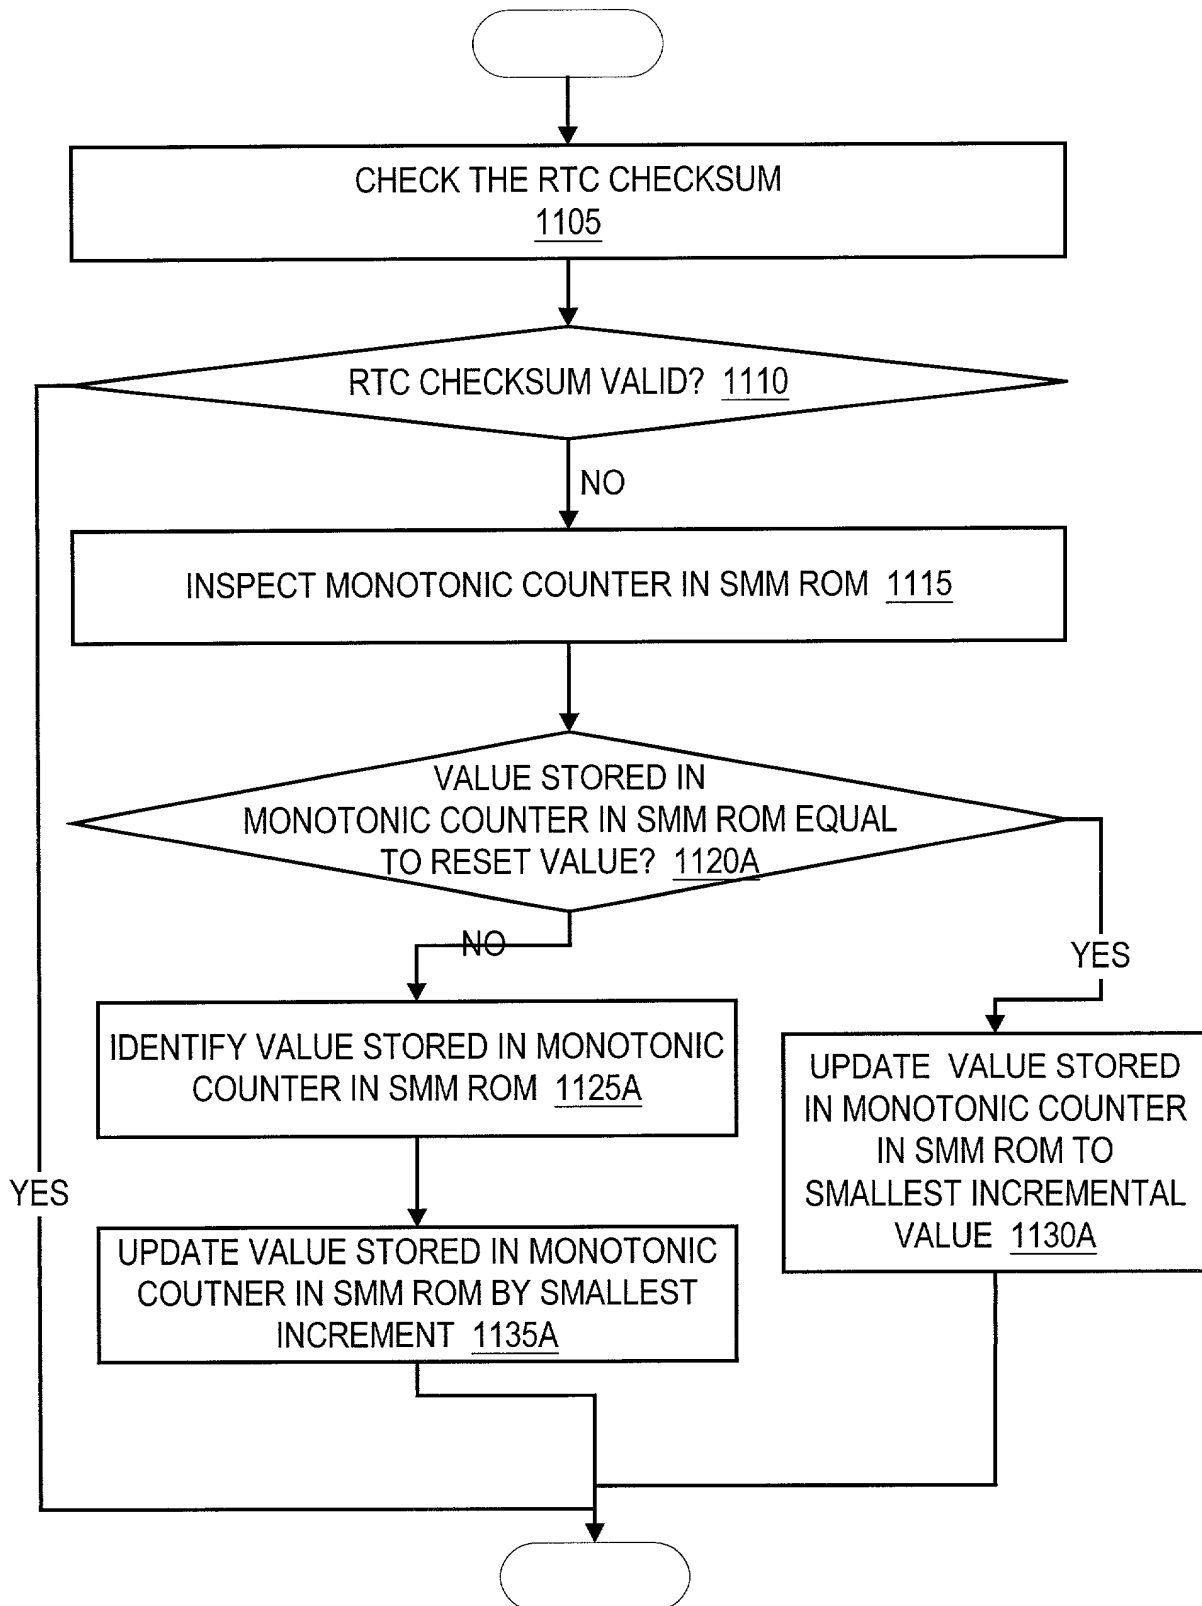 CHECK THE RTC CHECKSUM
1105
RTC CHECKSUM VALID? 1110
NO
INSPECT MONOTONIC COUNTER IN SMM ROM 1115
VALUE STORED IN
MONOTONIC COUNTER IN SMM ROM EQUAL
TO RESET VALUE? 1120A
NO
YES
IDENTIFY VALUE STORED IN MONOTONIC
COUNTER IN SMM ROM 1125A
UPDATE VALUE STORED
IN MONOTONIC COUNTER
IN SMM ROM TO
SMALLEST INCREMENTAL
VALUE 1130A
YES
UPDATE VALUE STORED IN MONOTONIC
COUTNER IN SMM ROM BY SMALLEST
INCREMENT 1135A